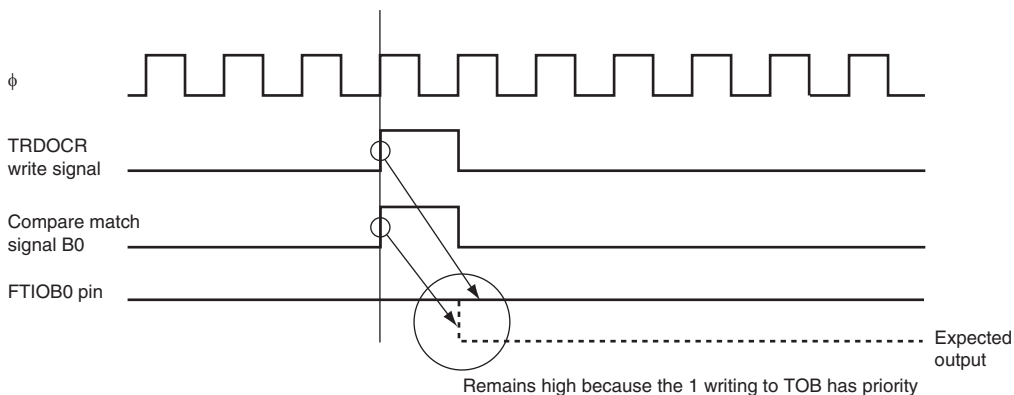 ϕ
TRDOCR
write signal
Compare match
signal B0
FTIOB0 pin
Expected
output
Remains high because the 1 writing to TOB has priority